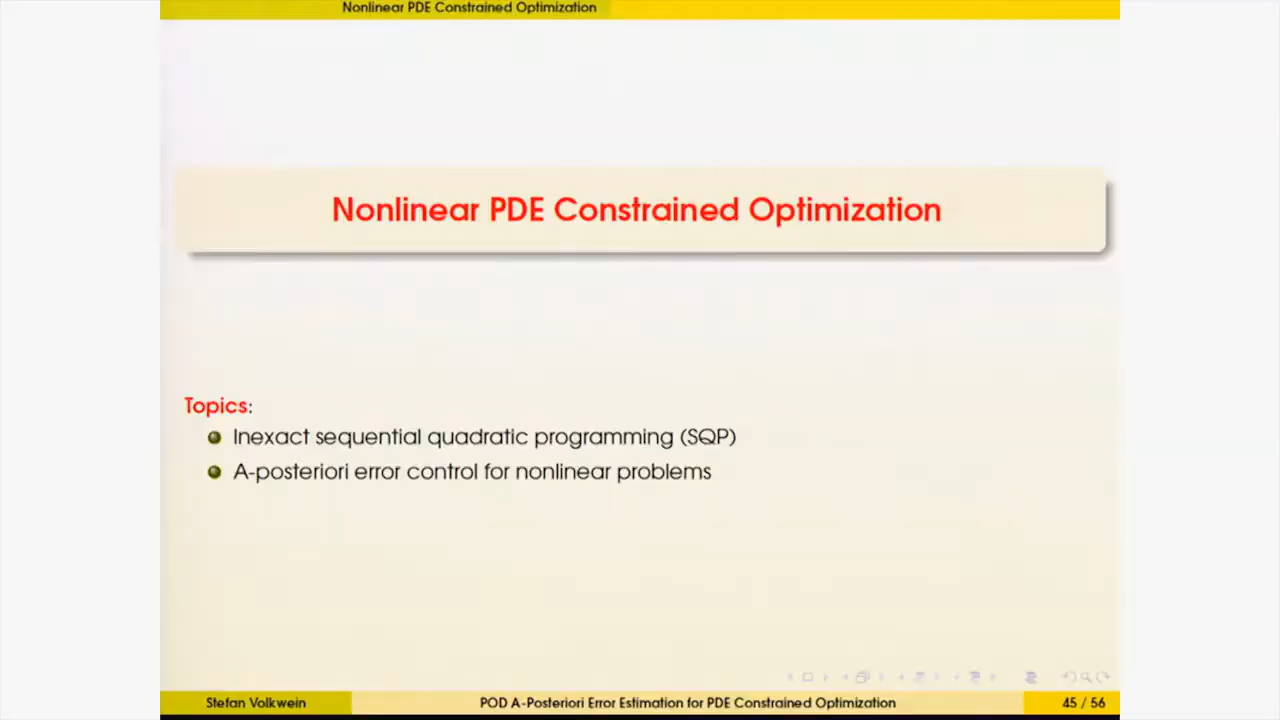 Nonlinear PDE Constrained Optimization
Nonlinear PDE Constrained Optimization
Topics:
Inexact sequential quadratic programming (SQP)
A-posteriori error control for nonlinear problems
Stefan Volkwein
POD A-Posteriori Error Estimation for PDE Constrained Optimization
45 / 56